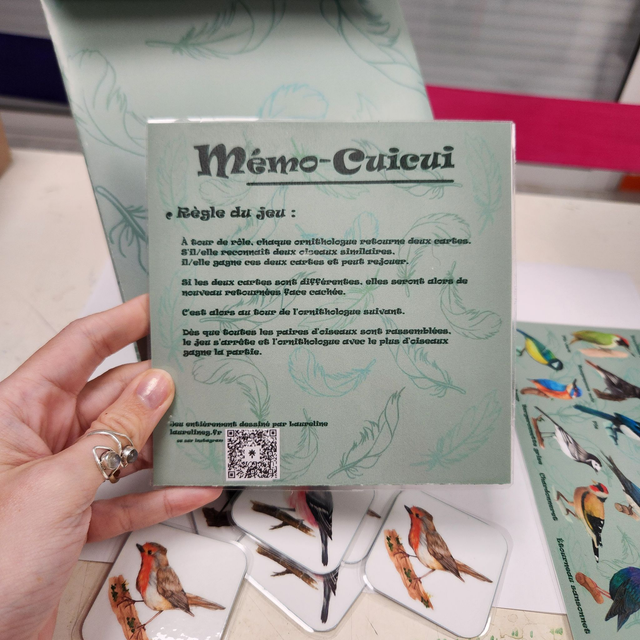 Mémo-Cuicui
Règle du jeu :
À tour de rôle, chaque ornithologue retourne deux cartes.
S'il/elle reconnait deux oiseaux similaires.
il/elle gagne ces deux cartes et peut rejouer.
Si les deux cartes sont différentes, elles seront alors de
nouveau retournées face cachée.
C'est alors au tour de l'ornithologue suivant.
Dès que toutes les paires d'oiseaux sont rassemblées,
le jeu s'arrête et l'ornithologue avec le plus d'oiseaux
gagne la partie.
entièrement dessiné par Laureline